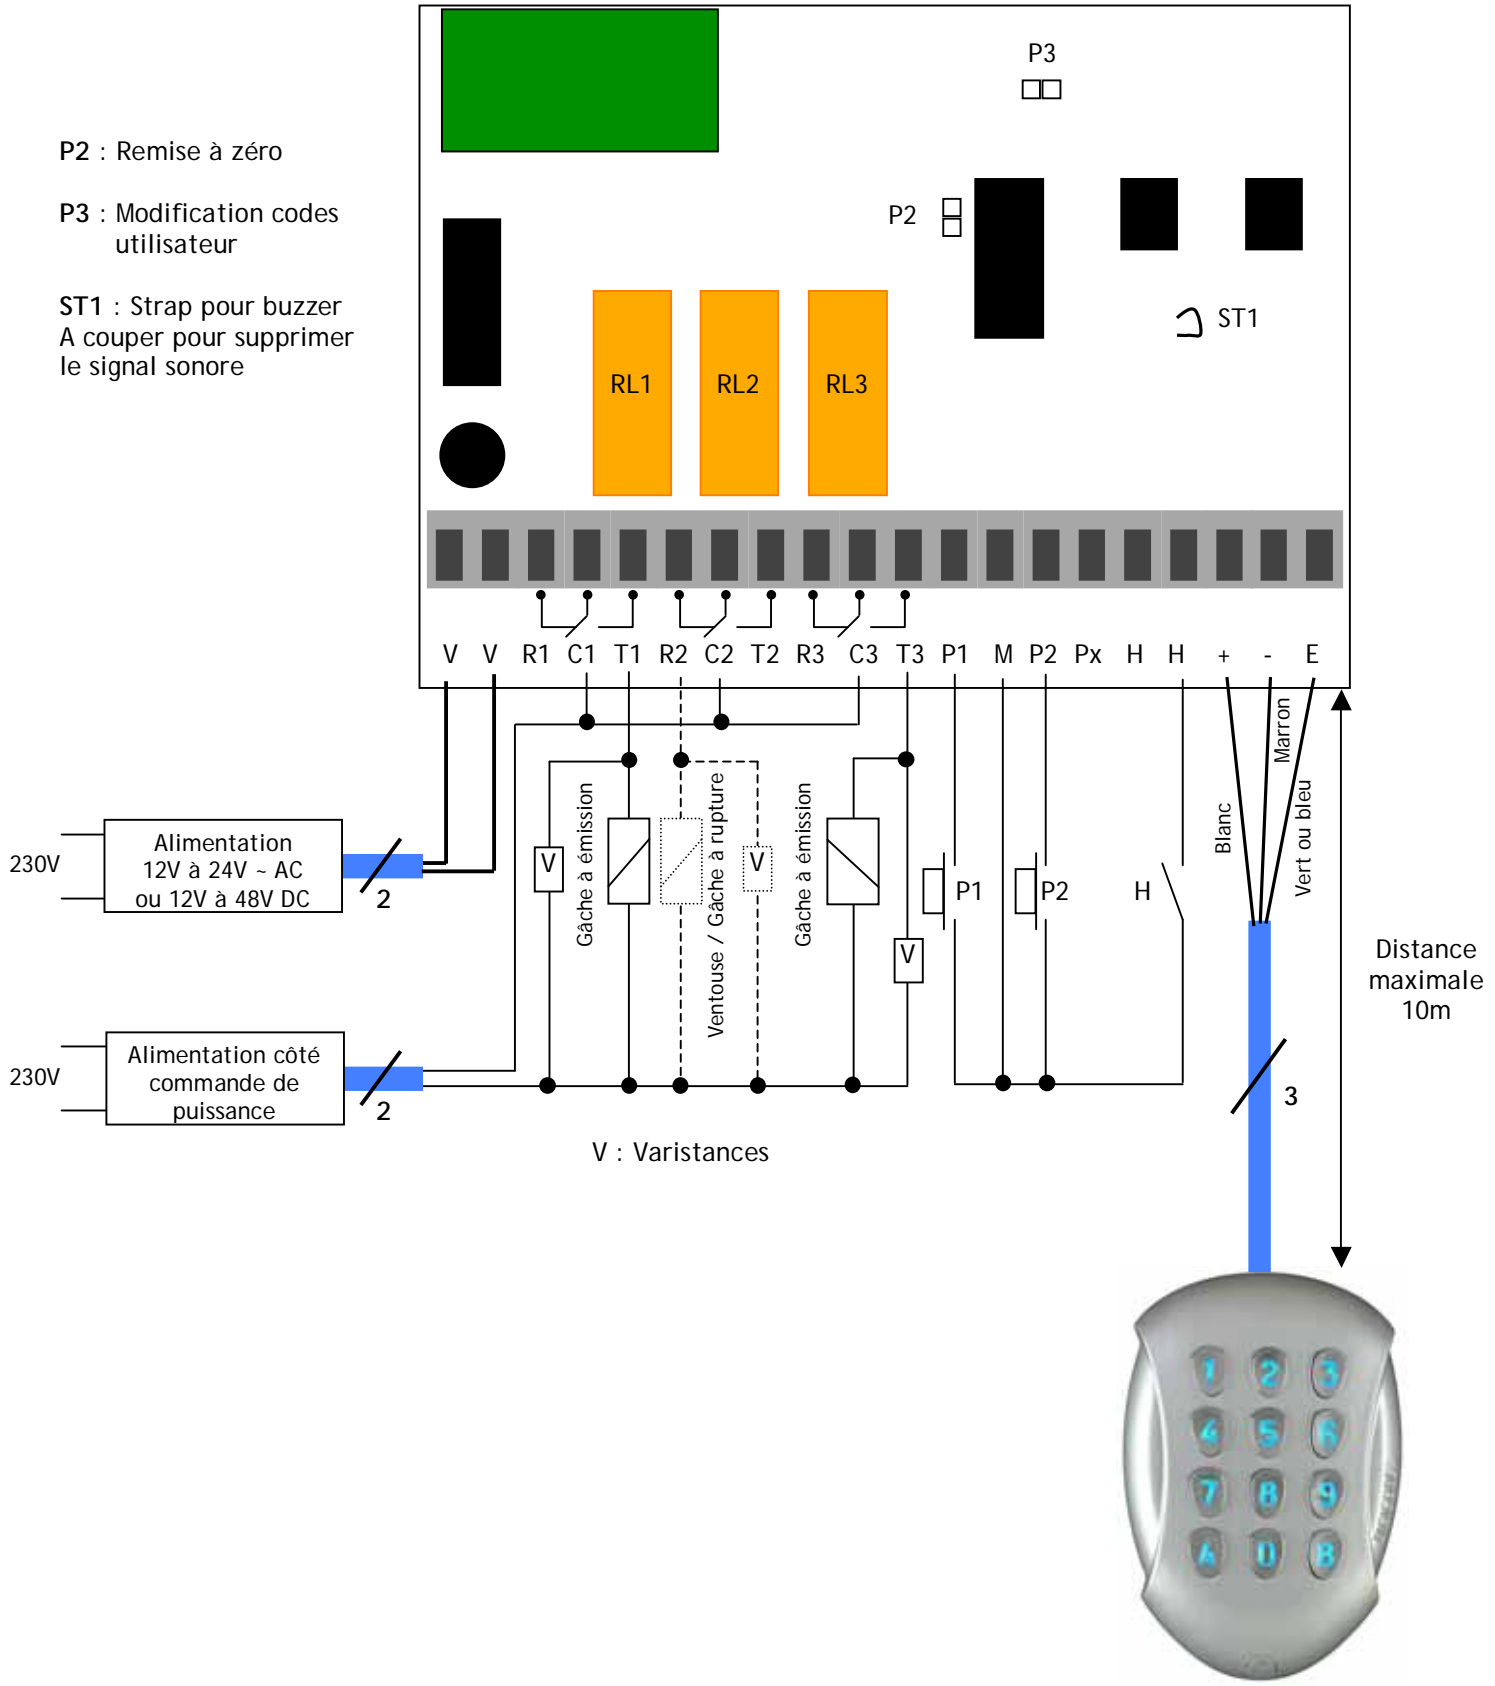 P3
P2 : Remise à zéro
P3 : Modification codes
utilisateur
P2
ST1 : Strap pour buzzer
A couper pour supprimer
le signal sonore
ST1
RL1 RL2 RL3
V V R1 C1 T1 R2 C2 T2 R3 C3 T3 P1 M P2 Px H H + - E
Blanc
Marron
Vert ou bleu
Gâche à émission
Ventouse / Gâche à rupture
Gâche à émission
V
V
V
P1
P2
H
230V
Alimentation
12V à 24V ~ AC
ou 12V à 48V DC
2
Distance
maximale
10m
230V
Alimentation côté
commande de
puissance
2
3
V : Varistances
1 2 3
4 5 6
7 8 9
A 0 B